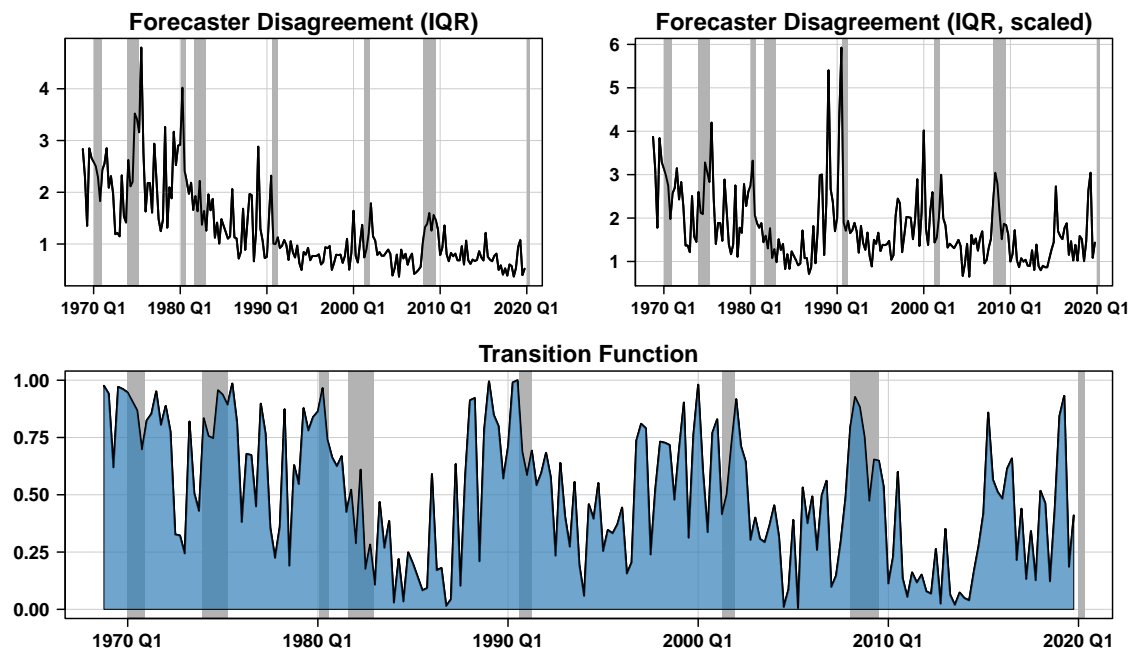 Forecaster Disagreement (IQR)
4
3
2
1
1970 Q1 1980 Q1 1990 Q1 2000 Q1 2010 Q1 2020 Q1
Forecaster Disagreement (IQR, scaled)
6
5
4
3
2
1
1970 Q1 1980 Q1 1990 Q1 2000 Q1 2010 Q1 2020 Q1
Transition Function
1.00
0.75
0.50
0.25
0.00
1970 Q1 1980 Q1 1990 Q1 2000 Q1 2010 Q1 2020 Q1